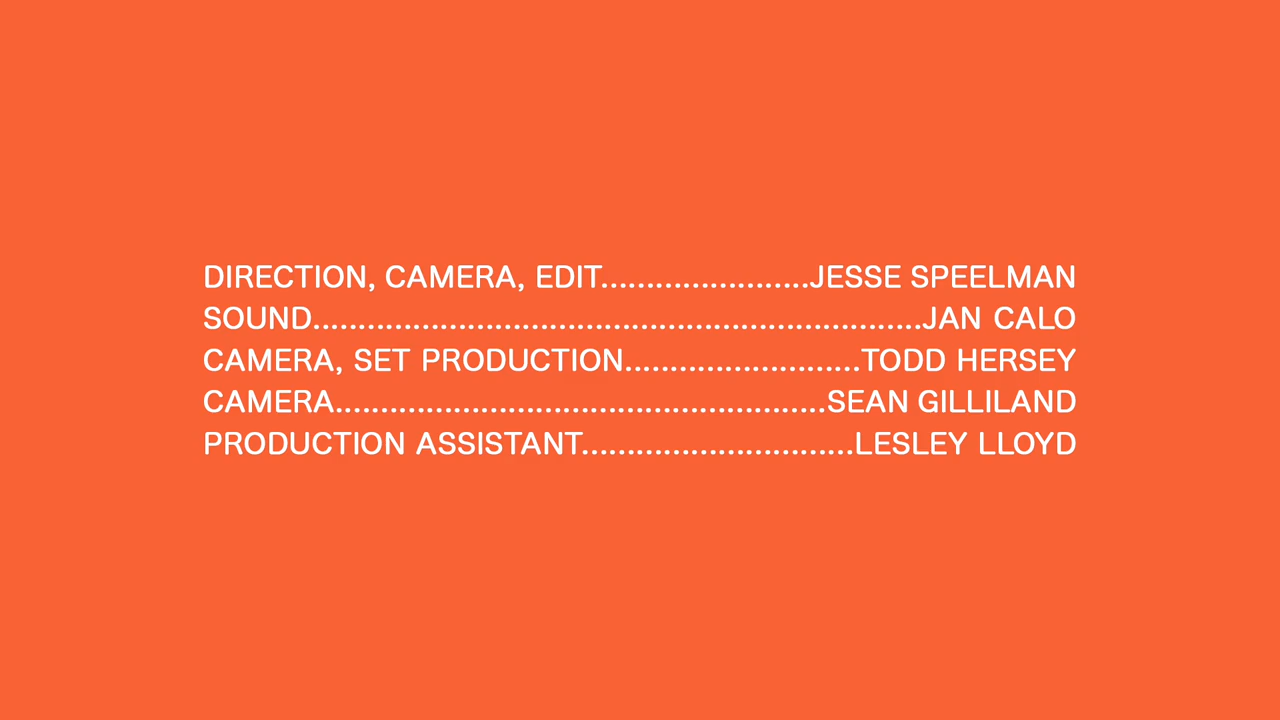 DIRECTION, CAMERA, EDIT.......................JESSE SPEELMAN
SOUND...................................................................JAN CALO
CAMERA, SET PRODUCTION..........................TODD HERSEY
CAMERA......................................................SEAN GILLILAND
PRODUCTION ASSISTANT..............................LESLEY LLOYD